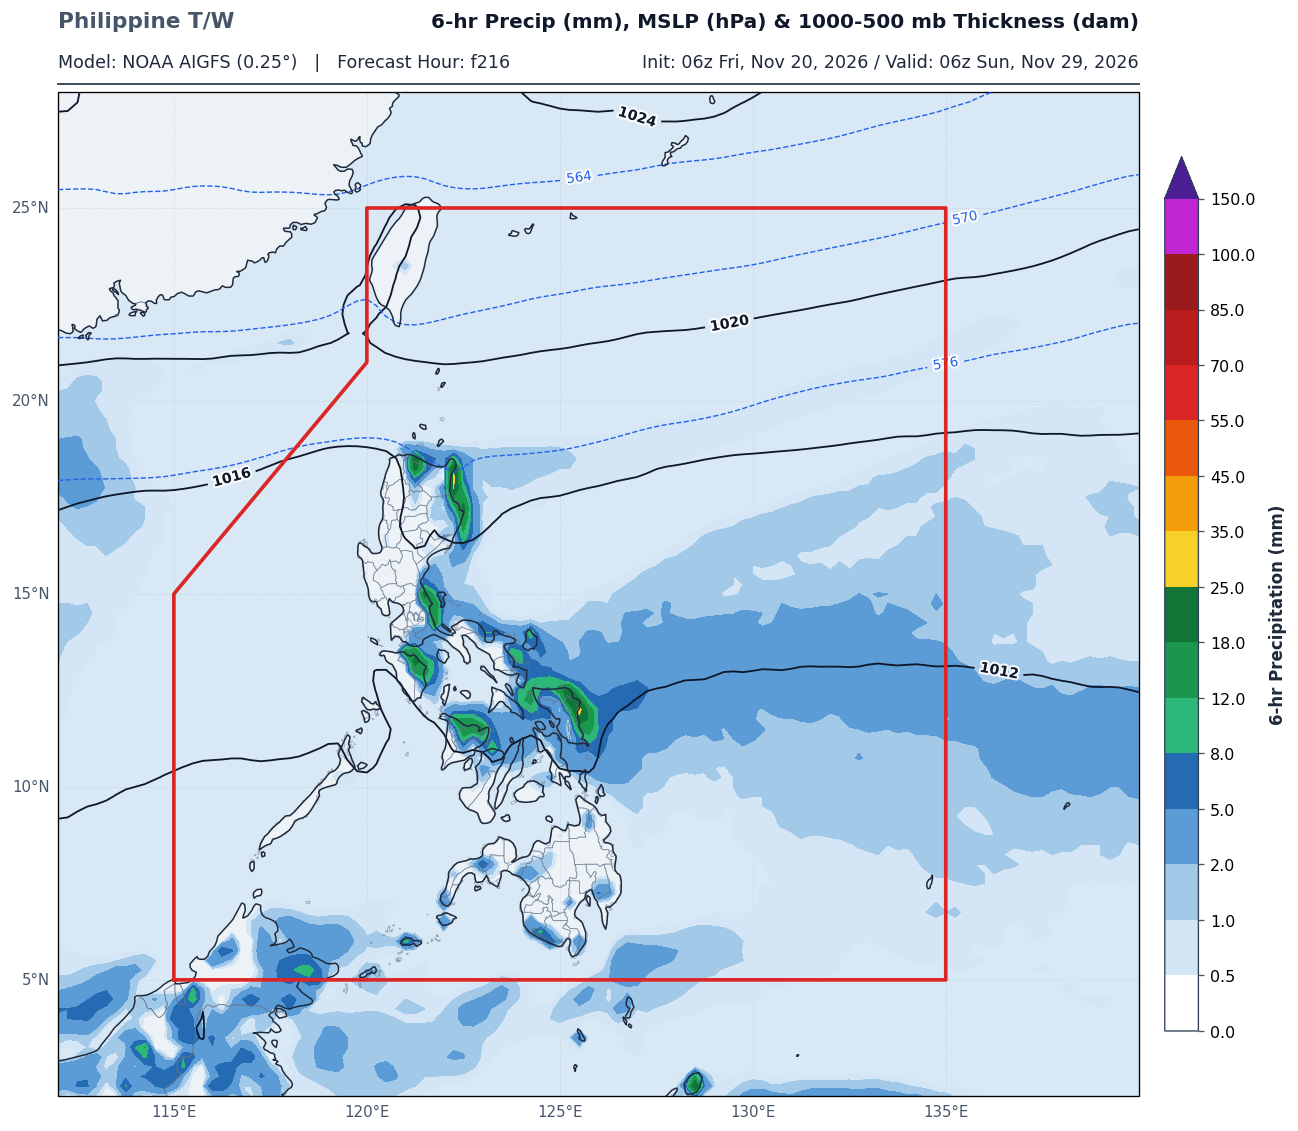 Philippine T/W
6-hr Precip (mm), MSLP (hPa) & 1000-500 mb Thickness (dam)
Model: NOAA AIGFS (0.25°) | Forecast Hour: f216
Init: 06z Fri, Nov 20, 2026 / Valid: 06z Sun, Nov 29, 2026
1024
564
570
1020
576
1016
1012
25°N
20°N
15°N
10°N
5°N
115°E
120°E
125°E
130°E
135°E
150.0
100.0
85.0
70.0
55.0
45.0
35.0
25.0
18.0
12.0
8.0
5.0
2.0
1.0
0.5
0.0
6-hr Precipitation (mm)